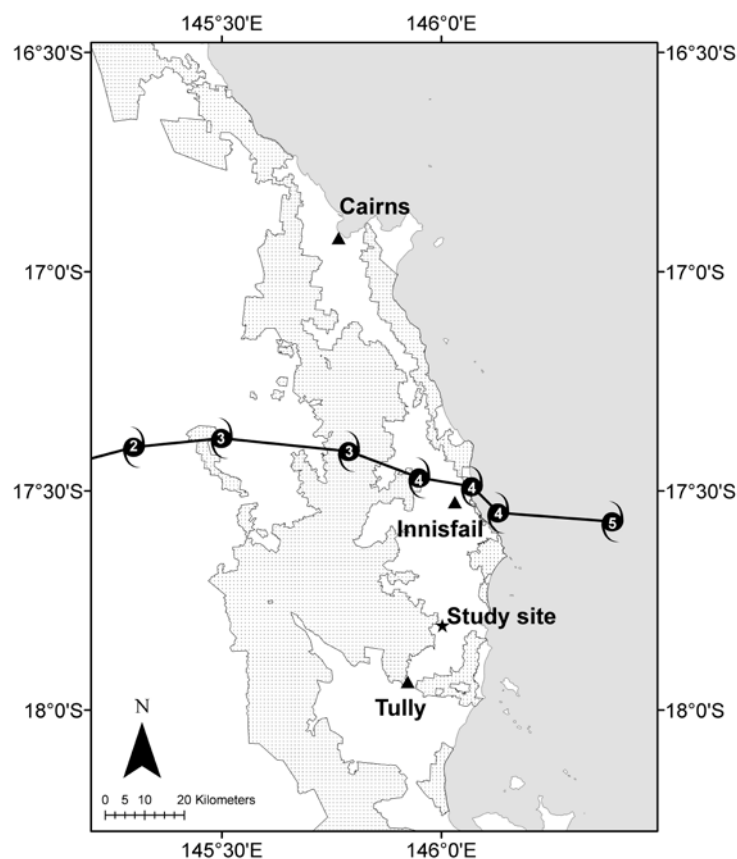 145°30'E 146°0'E
16°30'S 16°30'S
Cairns
17°0'S 17°0'S
2 3 3 4 4 4 5
17°30'S 17°30'S
Innisfail
Study site
Tully
18°0'S 18°0'S
N
0 5 10 20 Kilometers
145°30'E 146°0'E